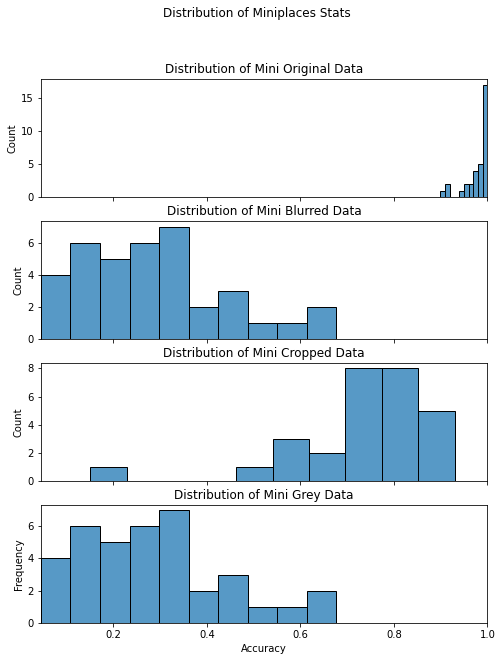 Distribution of Miniplaces Stats
Distribution of Mini Original Data
Count
15
10
5
0
Distribution of Mini Blurred Data
Count
6
4
2
0
Distribution of Mini Cropped Data
Count
8
6
4
2
0
Distribution of Mini Grey Data
Frequency
6
4
2
0
0.2 0.4 0.6 0.8 1.0
Accuracy